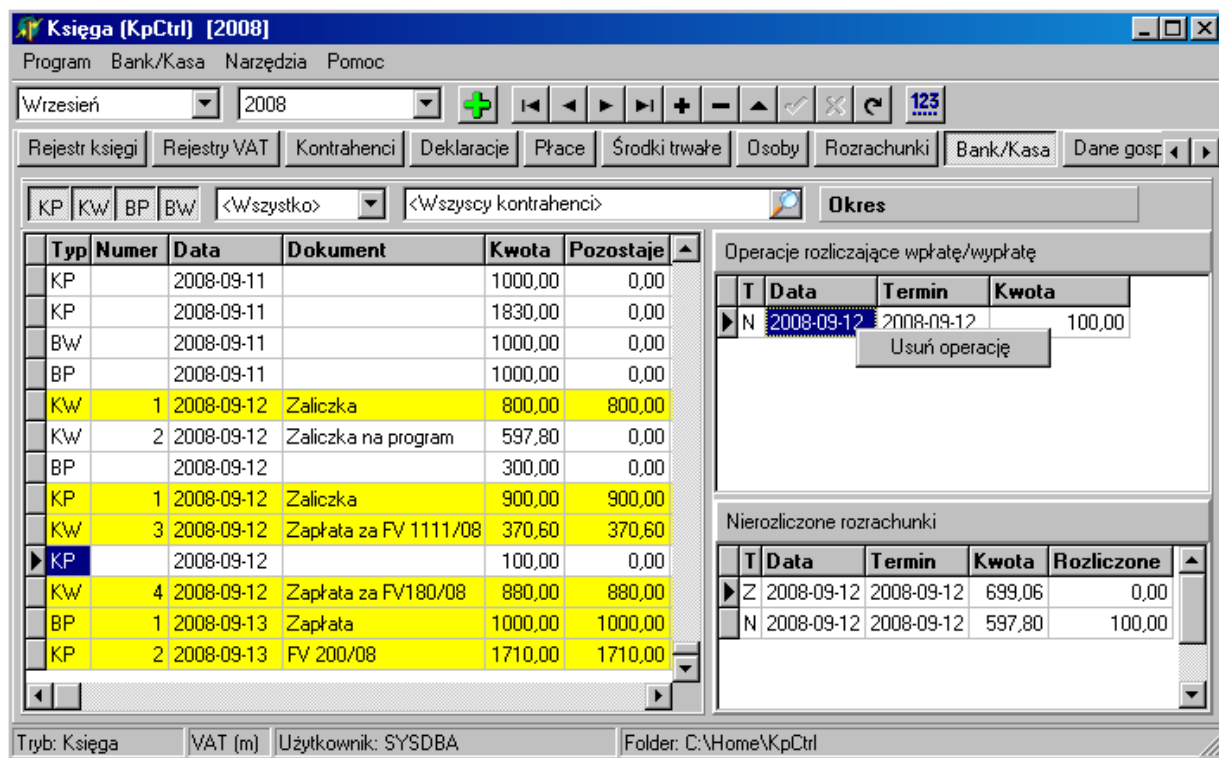 Księga (KpCtrl) [2008]
Program Bank/Kasa Narzędzia Pomoc
Wrzesień 2008 123
Rejestr księgi Rejestry VAT Kontrahenci Deklaracje Płace Środki trwałe Osoby Rozrachunki Bank/Kasa Dane gosp
KP KW BP BW <Wszystko> <Wszyscy kontrahenci> Okres
Typ Numer Data Dokument Kwota Pozostaje
KP 2008-09-11 1000,00 0,00
KP 2008-09-11 1830,00 0,00
BW 2008-09-11 1000,00 0,00
BP 2008-09-11 1000,00 0,00
KW 1 2008-09-12 Zaliczka 800,00 800,00
KW 2 2008-09-12 Zaliczka na program 597,80 0,00
BP 2008-09-12 300,00 0,00
KP 1 2008-09-12 Zaliczka 900,00 900,00
KW 3 2008-09-12 Zapłata za FV 1111/08 370,60 370,60
KP 2008-09-12 100,00 0,00
KW 4 2008-09-12 Zapłata za FV180/08 880,00 880,00
BP 1 2008-09-13 Zapłata 1000,00 1000,00
KP 2 2008-09-13 FV 200/08 1710,00 1710,00
Operacje rozliczające wpłatę/wypłatę
T Data Termin Kwota
N 2008-09-12 2008-09-12 100,00
Usuń operację
Nierozliczone rozrachunki
T Data Termin Kwota Rozliczone
Z 2008-09-12 2008-09-12 699,06 0,00
N 2008-09-12 2008-09-12 597,80 100,00
Tryb: Księga VAT (m) Użytkownik: SYSDBA Folder: C:\Home\KpCtrl